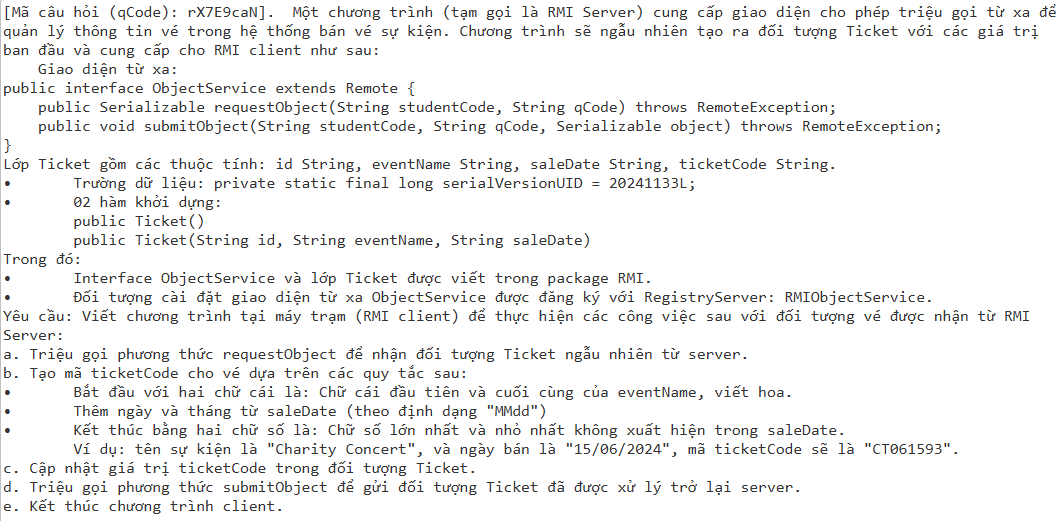 [Mã câu hỏi (qCode): rX7E9caN].  Một chương trình (tạm gọi là RMI Server) cung cấp giao diện cho phép triệu gọi từ xa để
quản lý thông tin vé trong hệ thống bán vé sự kiện. Chương trình sẽ ngẫu nhiên tạo ra đối tượng Ticket với các giá trị
ban đầu và cung cấp cho RMI client như sau:
    Giao diện từ xa:
public interface ObjectService extends Remote {
    public Serializable requestObject(String studentCode, String qCode) throws RemoteException;
    public void submitObject(String studentCode, String qCode, Serializable object) throws RemoteException;
}
Lớp Ticket gồm các thuộc tính: id String, eventName String, saleDate String, ticketCode String.
•	Trường dữ liệu: private static final long serialVersionUID = 20241133L;
•	02 hàm khởi dựng:
	public Ticket()
	public Ticket(String id, String eventName, String saleDate)
Trong đó:
•	Interface ObjectService và lớp Ticket được viết trong package RMI.
•	Đối tượng cài đặt giao diện từ xa ObjectService được đăng ký với RegistryServer: RMIObjectService.
Yêu cầu: Viết chương trình tại máy trạm (RMI client) để thực hiện các công việc sau với đối tượng vé được nhận từ RMI
Server:
a. Triệu gọi phương thức requestObject để nhận đối tượng Ticket ngẫu nhiên từ server.
b. Tạo mã ticketCode cho vé dựa trên các quy tắc sau:
•	Bắt đầu với hai chữ cái là: Chữ cái đầu tiên và cuối cùng của eventName, viết hoa.
•	Thêm ngày và tháng từ saleDate (theo định dạng "MMdd")
•	Kết thúc bằng hai chữ số là: Chữ số lớn nhất và nhỏ nhất không xuất hiện trong saleDate.
	Ví dụ: tên sự kiện là "Charity Concert", và ngày bán là "15/06/2024", mã ticketCode sẽ là "CT061593".
c. Cập nhật giá trị ticketCode trong đối tượng Ticket.
d. Triệu gọi phương thức submitObject để gửi đối tượng Ticket đã được xử lý trở lại server.
e. Kết thúc chương trình client.